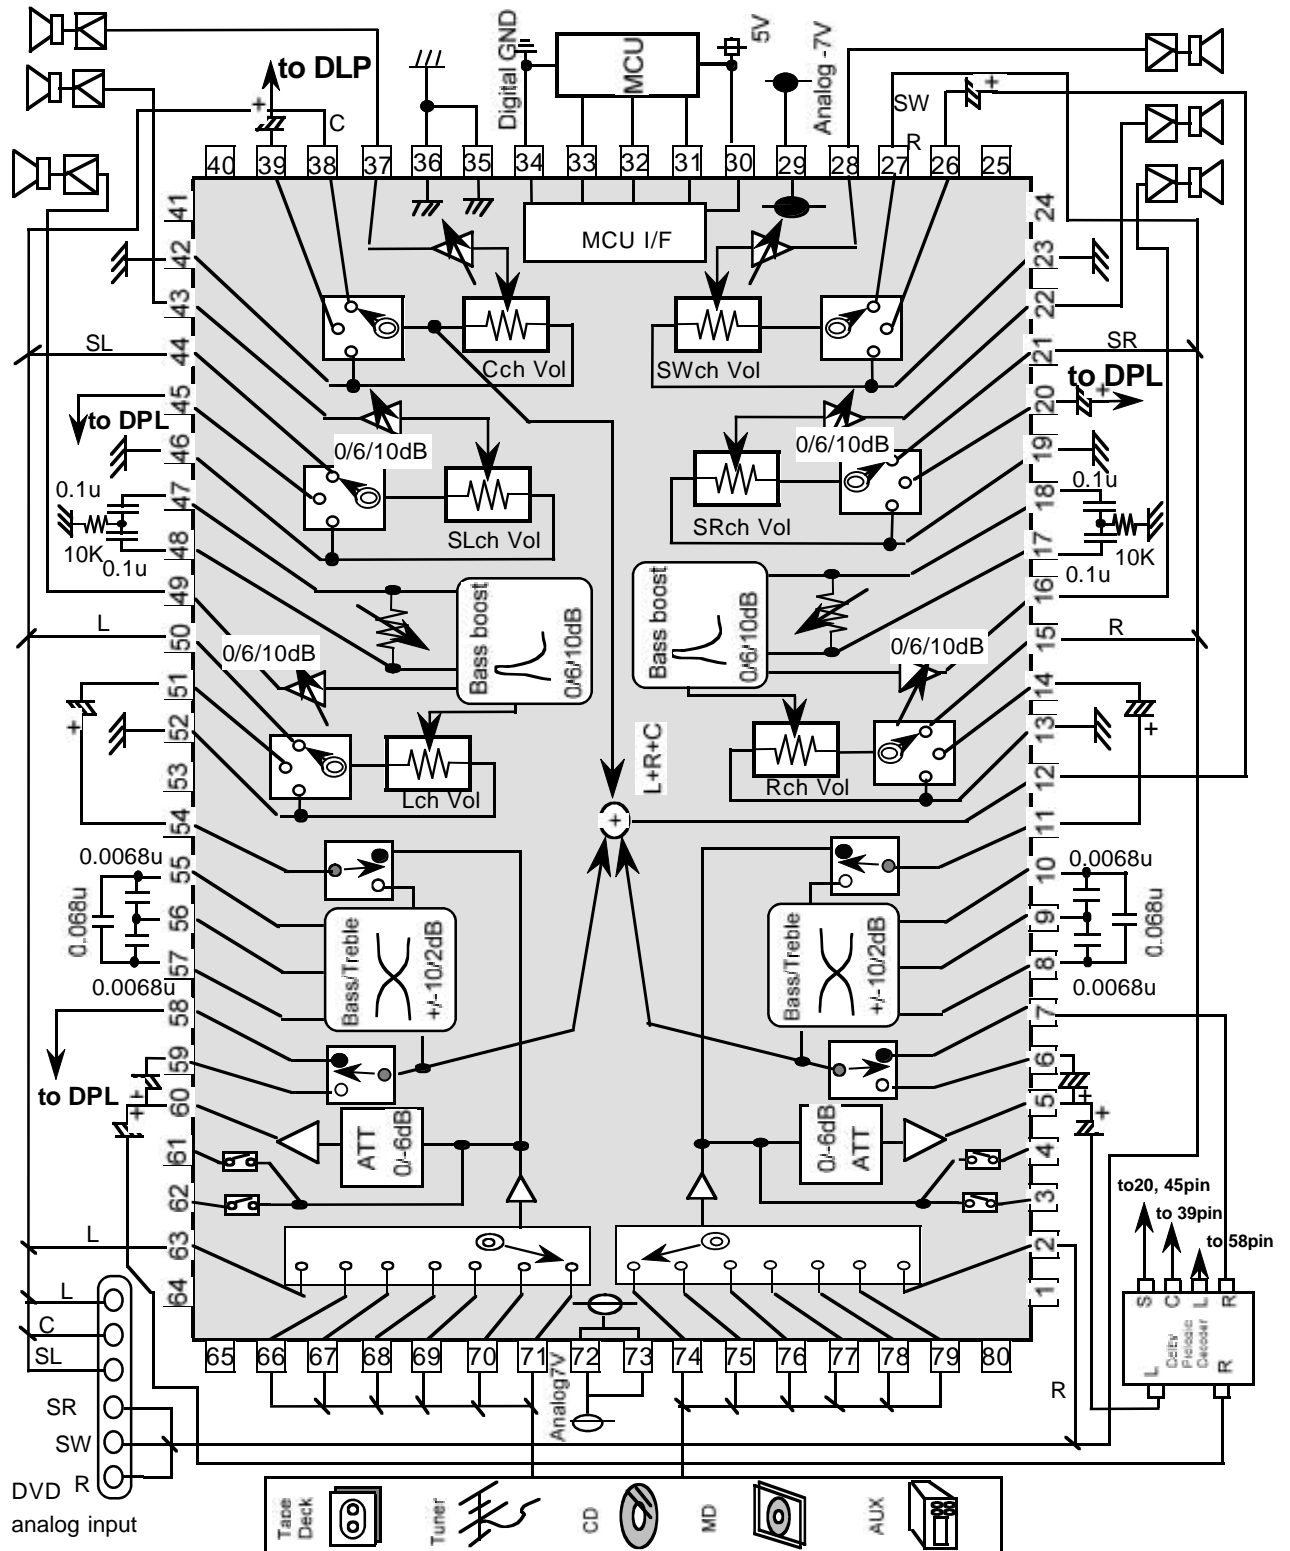 to DLP
+
C
Digital GND
MCU
5V
Analog -7V
SW
R
+
40 39 38 37 36 35 34 33 32 31 30 29 28 27 26 25
MCU I/F
41
42
43
44
45
46
47
48
49
50
51
52
53
54
55
56
57
58
59
60
61
62
63
64
24
23
22
21
20
19
18
17
16
15
14
13
12
11
10
9
8
7
6
5
4
3
2
1
SL
to DPL
0.1u
10K
0.1u
L
+
0.0068u
0.068u
0.0068u
to DPL
+
+
L
SR
to DPL
+
0.1u
10K
0.1u
R
+
0.0068u
0.068u
0.0068u
+
+
Cch Vol
SWch Vol
0/6/10dB
0/6/10dB
SLch Vol
SRch Vol
Bass boost
0/6/10dB
Bass boost
0/6/10dB
0/6/10dB
0/6/10dB
Lch Vol
Rch Vol
L+R+C
+
Bass/Treble
+/-10/2dB
Bass/Treble
+/-10/2dB
ATT
0/-6dB
0/-6dB
ATT
to20, 45pin
to 39pin
to 58pin
S C L R
Dolby
Prologic
Decoder
L R
65 66 67 68 69 70 71 72 73 74 75 76 77 78 79 80
Analog7V
R
L
C
SL
SR
SW
R
DVD
analog input
Tape
Deck
Tuner
CD
MD
AUX